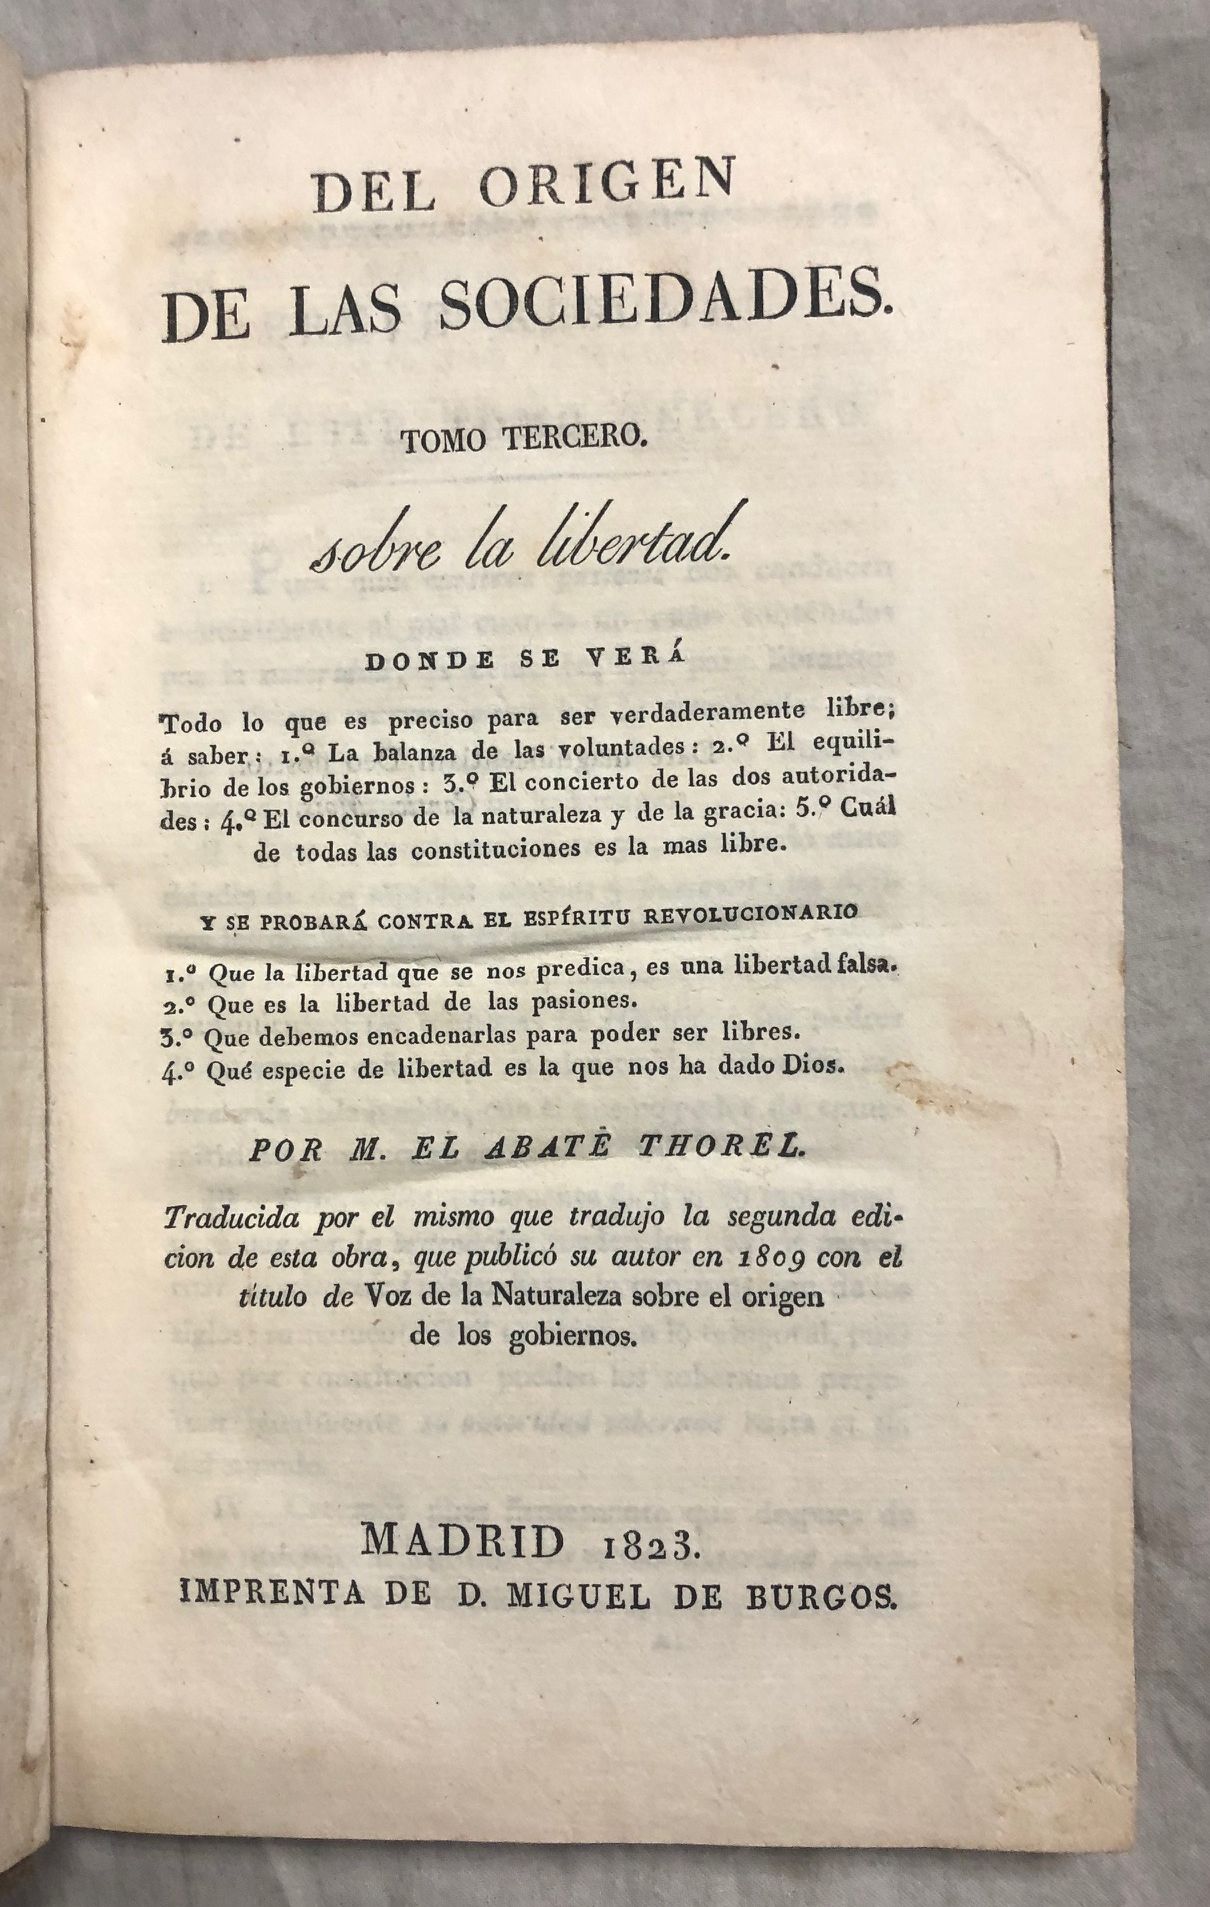 DEL ORIGEN
DE LAS SOCIEDADES.
TOMO TERCERO.
sobre la libertad.
DONDE SE VERÁ
Todo lo que es preciso para ser verdaderamente libre;
á saber: 1.º La balanza de las voluntades: 2.º El equili-
brio de los gobiernos: 3.º El concierto de las dos autorida-
des: 4.º El concurso de la naturaleza y de la gracia: 5.º Cuál
de todas las constituciones es la mas libre.
Y SE PROBARÁ CONTRA EL ESPÍRITU REVOLUCIONARIO
1.º Que la libertad que se nos predica, es una libertad falsa.
2.º Que es la libertad de las pasiones.
3.º Que debemos encadenarlas para poder ser libres.
4.º Qué especie de libertad es la que nos ha dado Dios.
POR M. EL ABATE THOREL.
Traducida por el mismo que tradujo la segunda edi-
cion de esta obra, que publicó su autor en 1809 con el
título de Voz de la Naturaleza sobre el origen
de los gobiernos.
MADRID 1823.
IMPRENTA DE D. MIGUEL DE BURGOS.